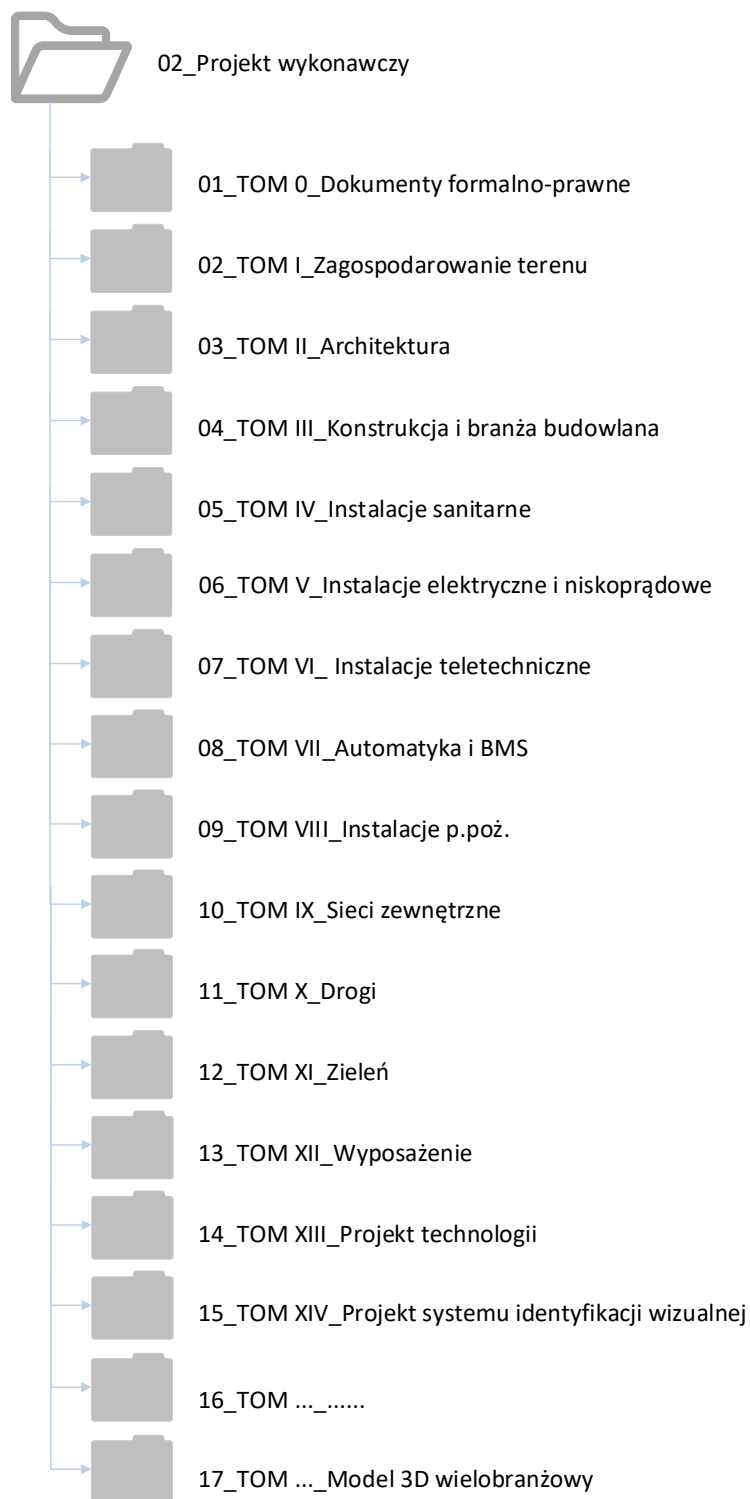 02_Projekt wykonawczy
01_TOM 0_Dokumenty formalno-prawne
02_TOM I_Zagospodarowanie terenu
03_TOM II_Architektura
04_TOM III_Konstrukcja i branża budowlana
05_TOM IV_Instalacje sanitarne
06_TOM V_Instalacje elektryczne i niskoprądowe
07_TOM VI_ Instalacje teletechniczne
08_TOM VII_Automatyka i BMS
09_TOM VIII_Instalacje p.poż.
10_TOM IX_Sieci zewnętrzne
11_TOM X_Drogi
12_TOM XI_Zieleń
13_TOM XII_Wyposażenie
14_TOM XIII_Projekt technologii
15_TOM XIV_Projekt systemu identyfikacji wizualnej
16_TOM ..._......
17_TOM ..._Model 3D wielobranżowy